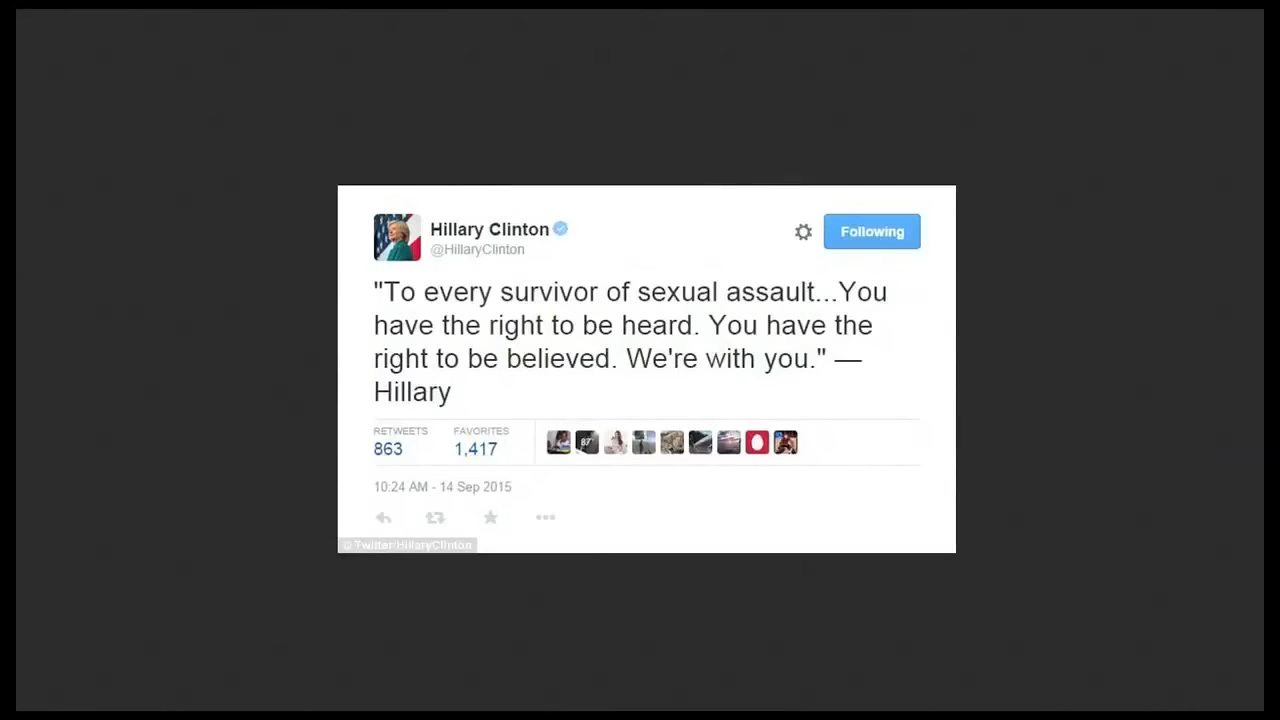 Hillary Clinton
@HillaryClinton
Following
"To every survivor of sexual assault...You
have the right to be heard. You have the
right to be believed. We're with you." —
Hillary
RETWEETS FAVORITES
863 1,417
87
10:24 AM - 14 Sep 2015
© Twitter/HillaryClinton